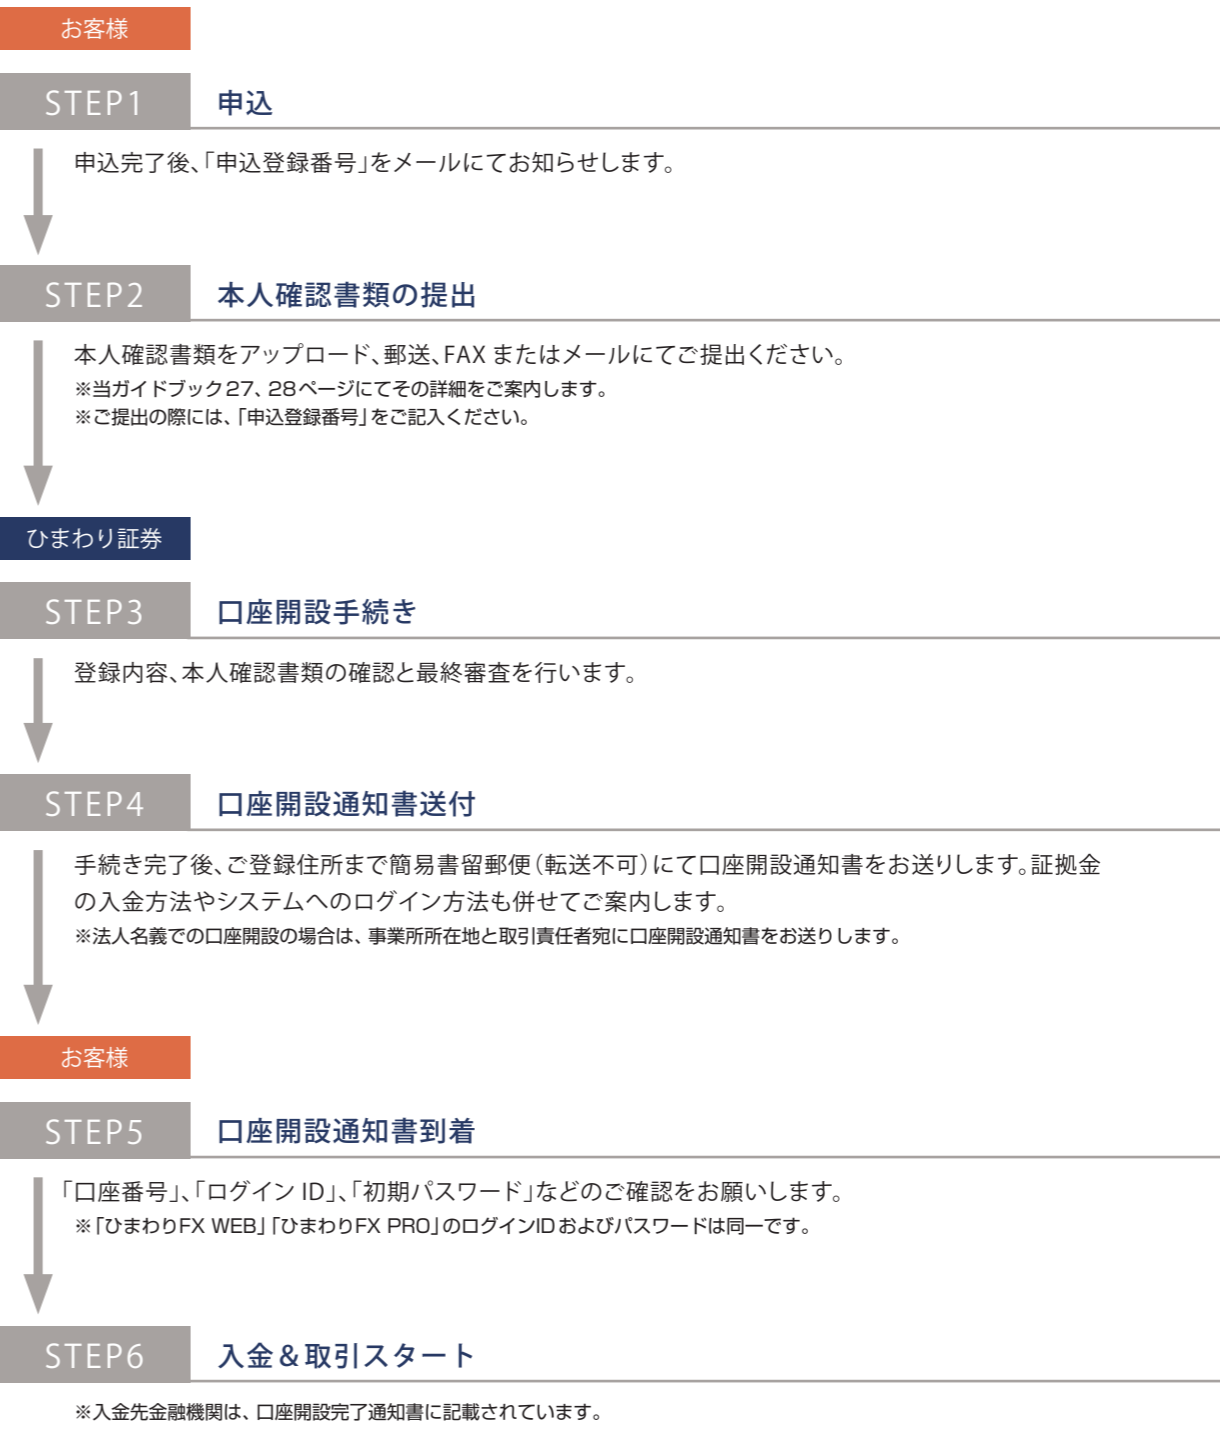 お客様
STEP1 申込
申込完了後、「申込登録番号」をメールにてお知らせします。
STEP2 本人確認書類の提出
本人確認書類をアップロード、郵送、FAX またはメールにてご提出ください。
※当ガイドブック27、28ページにてその詳細をご案内します。
※ご提出の際には、「申込登録番号」をご記入ください。
ひまわり証券
STEP3 口座開設手続き
登録内容、本人確認書類の確認と最終審査を行います。
STEP4 口座開設通知書送付
手続き完了後、ご登録住所まで簡易書留郵便(転送不可)にて口座開設通知書をお送りします。証拠金
の入金方法やシステムへのログイン方法も併せてご案内します。
※法人名義での口座開設の場合は、事業所所在地と取引責任者宛に口座開設通知書をお送りします。
お客様
STEP5 口座開設通知書到着
「口座番号」、「ログイン ID」、「初期パスワード」などのご確認をお願いします。
※「ひまわりFX WEB」「ひまわりFX PRO」のログインIDおよびパスワードは同一です。
STEP6 入金＆取引スタート
※入金先金融機関は、口座開設完了通知書に記載されています。